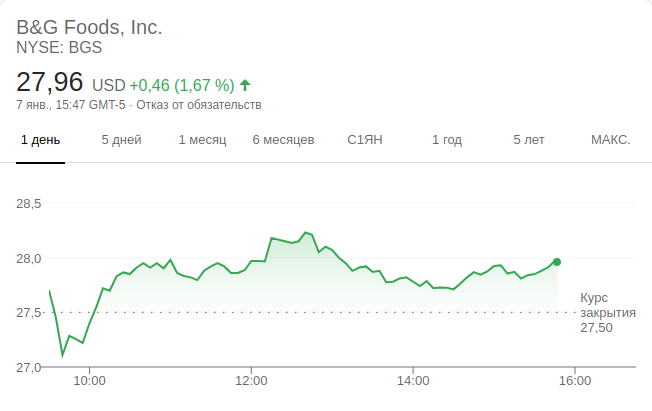 B&G Foods, Inc.
NYSE: BGS
27,96 USD +0,46 (1,67 %)
7 янв., 15:47 GMT-5 · Отказ от обязательств
1 день 5 дней 1 месяц 6 месяцев С1ЯН 1 год 5 лет МАКС.
28,5
28,0
27,5
27,0
Курс
закрытия
27,50
10:00 12:00 14:00 16:00